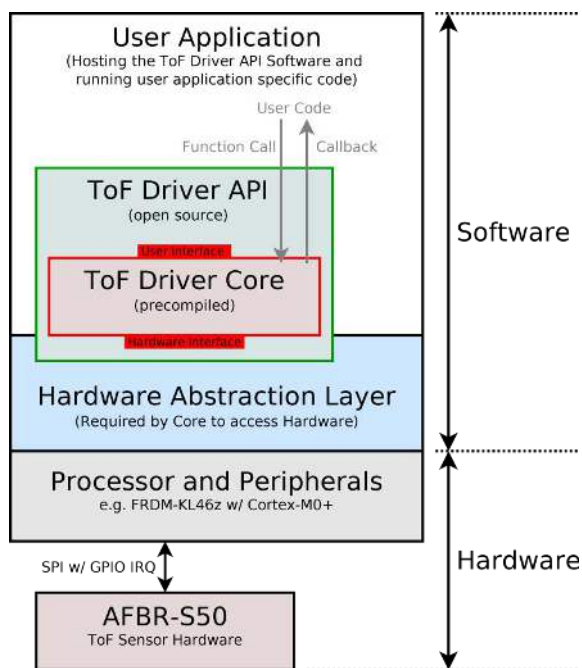 User Application
(Hosting the ToF Driver API Software and
running user application specific code)
User Code
Function Call
Callback
ToF Driver API
(open source)
User Interface
ToF Driver Core
(precompiled)
Hardware Interface
Hardware Abstraction Layer
(Required by Core to access Hardware)
Processor and Peripherals
e.g. FRDM-KL46z w/ Cortex-M0+
SPI w/ GPIO IRQ
AFBR-S50
ToF Sensor Hardware
Software
Hardware